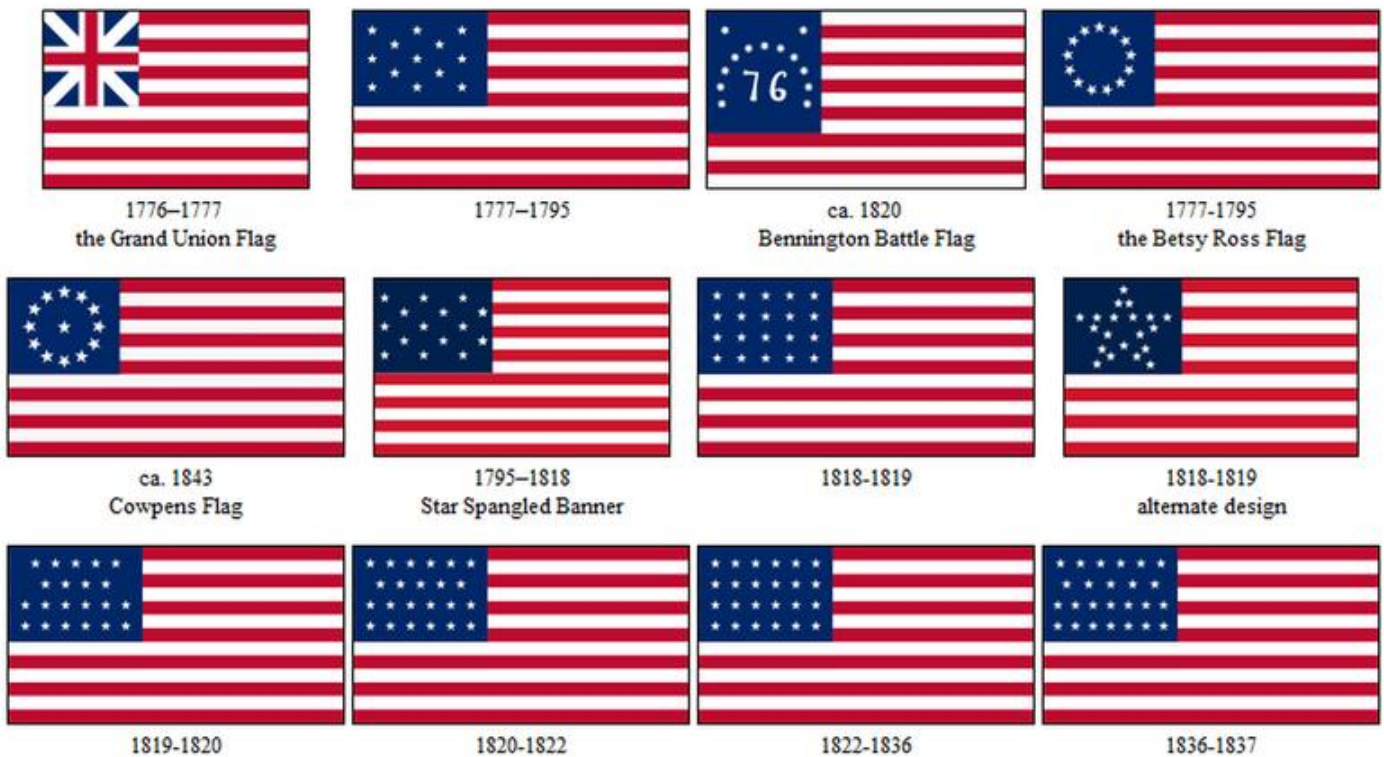 76
1776–1777
the Grand Union Flag
1777–1795
ca. 1820
Bennington Battle Flag
1777-1795
the Betsy Ross Flag
ca. 1843
Cowpens Flag
1795–1818
Star Spangled Banner
1818-1819
1818-1819
alternate design
1819-1820
1820-1822
1822-1836
1836-1837